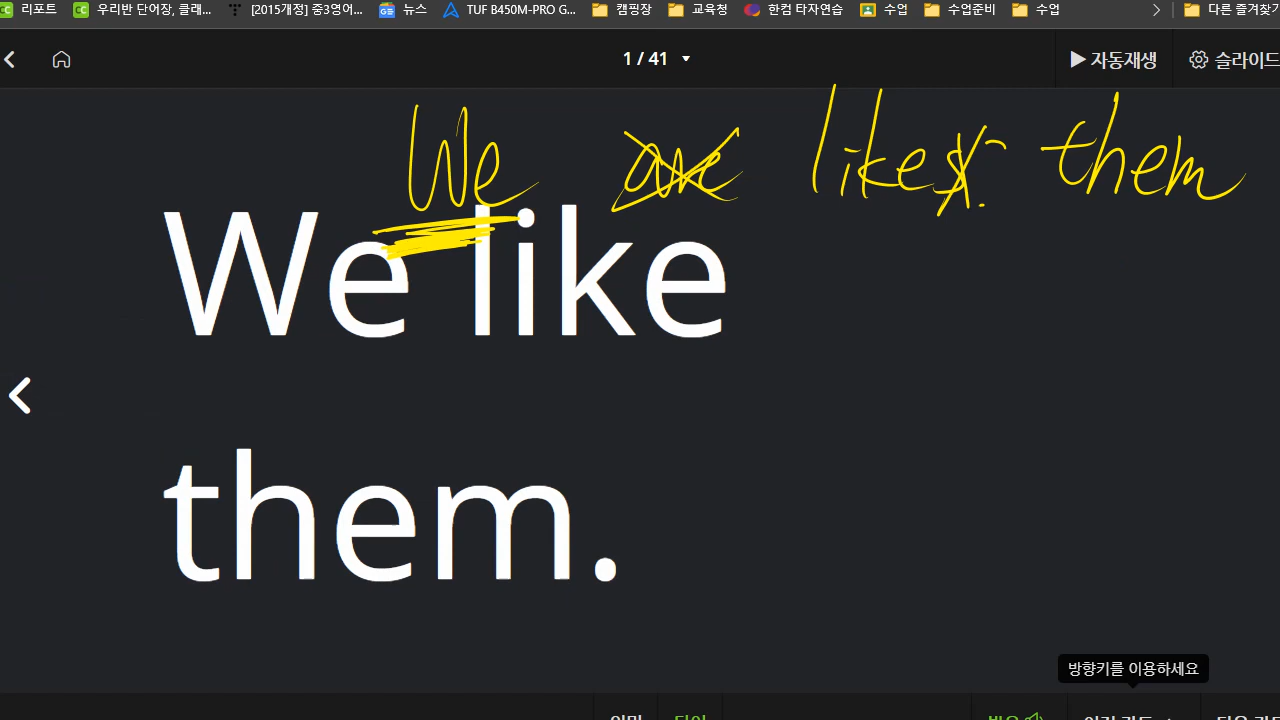 리포트 우리반 단어장, 클래... [2015개정] 중3영어... 뉴스 TUF B450M-PRO G... 캠핑장 교육청 한컴 타자연습 수업 수업준비 수업 다른 즐겨찾기
1 / 41 자동재생 슬라이드
We are likes them
We like
them.
방향키를 이용하세요